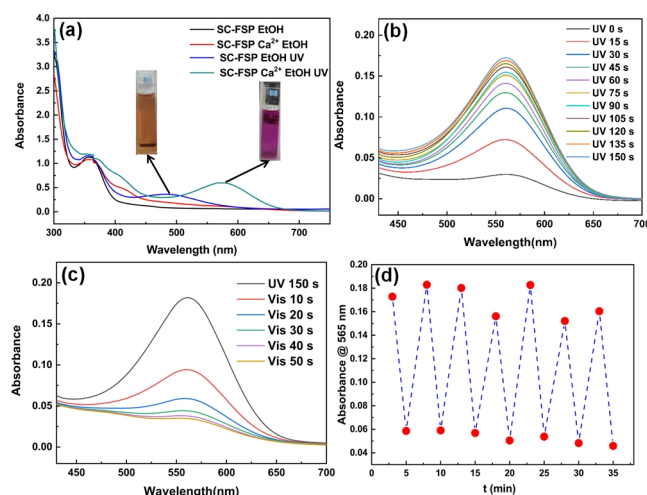 (a)
SC-FSP EtOH
SC-FSP Ca²⁺ EtOH
SC-FSP EtOH UV
SC-FSP Ca²⁺ EtOH UV
4.0
3.5
3.0
2.5
2.0
1.5
1.0
0.5
0.0
Absorbance
300 400 500 600 700
Wavelength (nm)
(b)
UV 0 s
UV 15 s
UV 30 s
UV 45 s
UV 60 s
UV 75 s
UV 90 s
UV 105 s
UV 120 s
UV 135 s
UV 150 s
0.20
0.15
0.10
0.05
0.00
Absorbance
450 500 550 600 650 700
Wavelength(nm)
(c)
UV 150 s
Vis 10 s
Vis 20 s
Vis 30 s
Vis 40 s
Vis 50 s
0.20
0.15
0.10
0.05
0.00
Absorbance
450 500 550 600 650 700
Wavelength(nm)
(d)
0.20
0.18
0.16
0.14
0.12
0.10
0.08
0.06
0.04
Absorbance @ 565 nm
0 5 10 15 20 25 30 35
t (min)